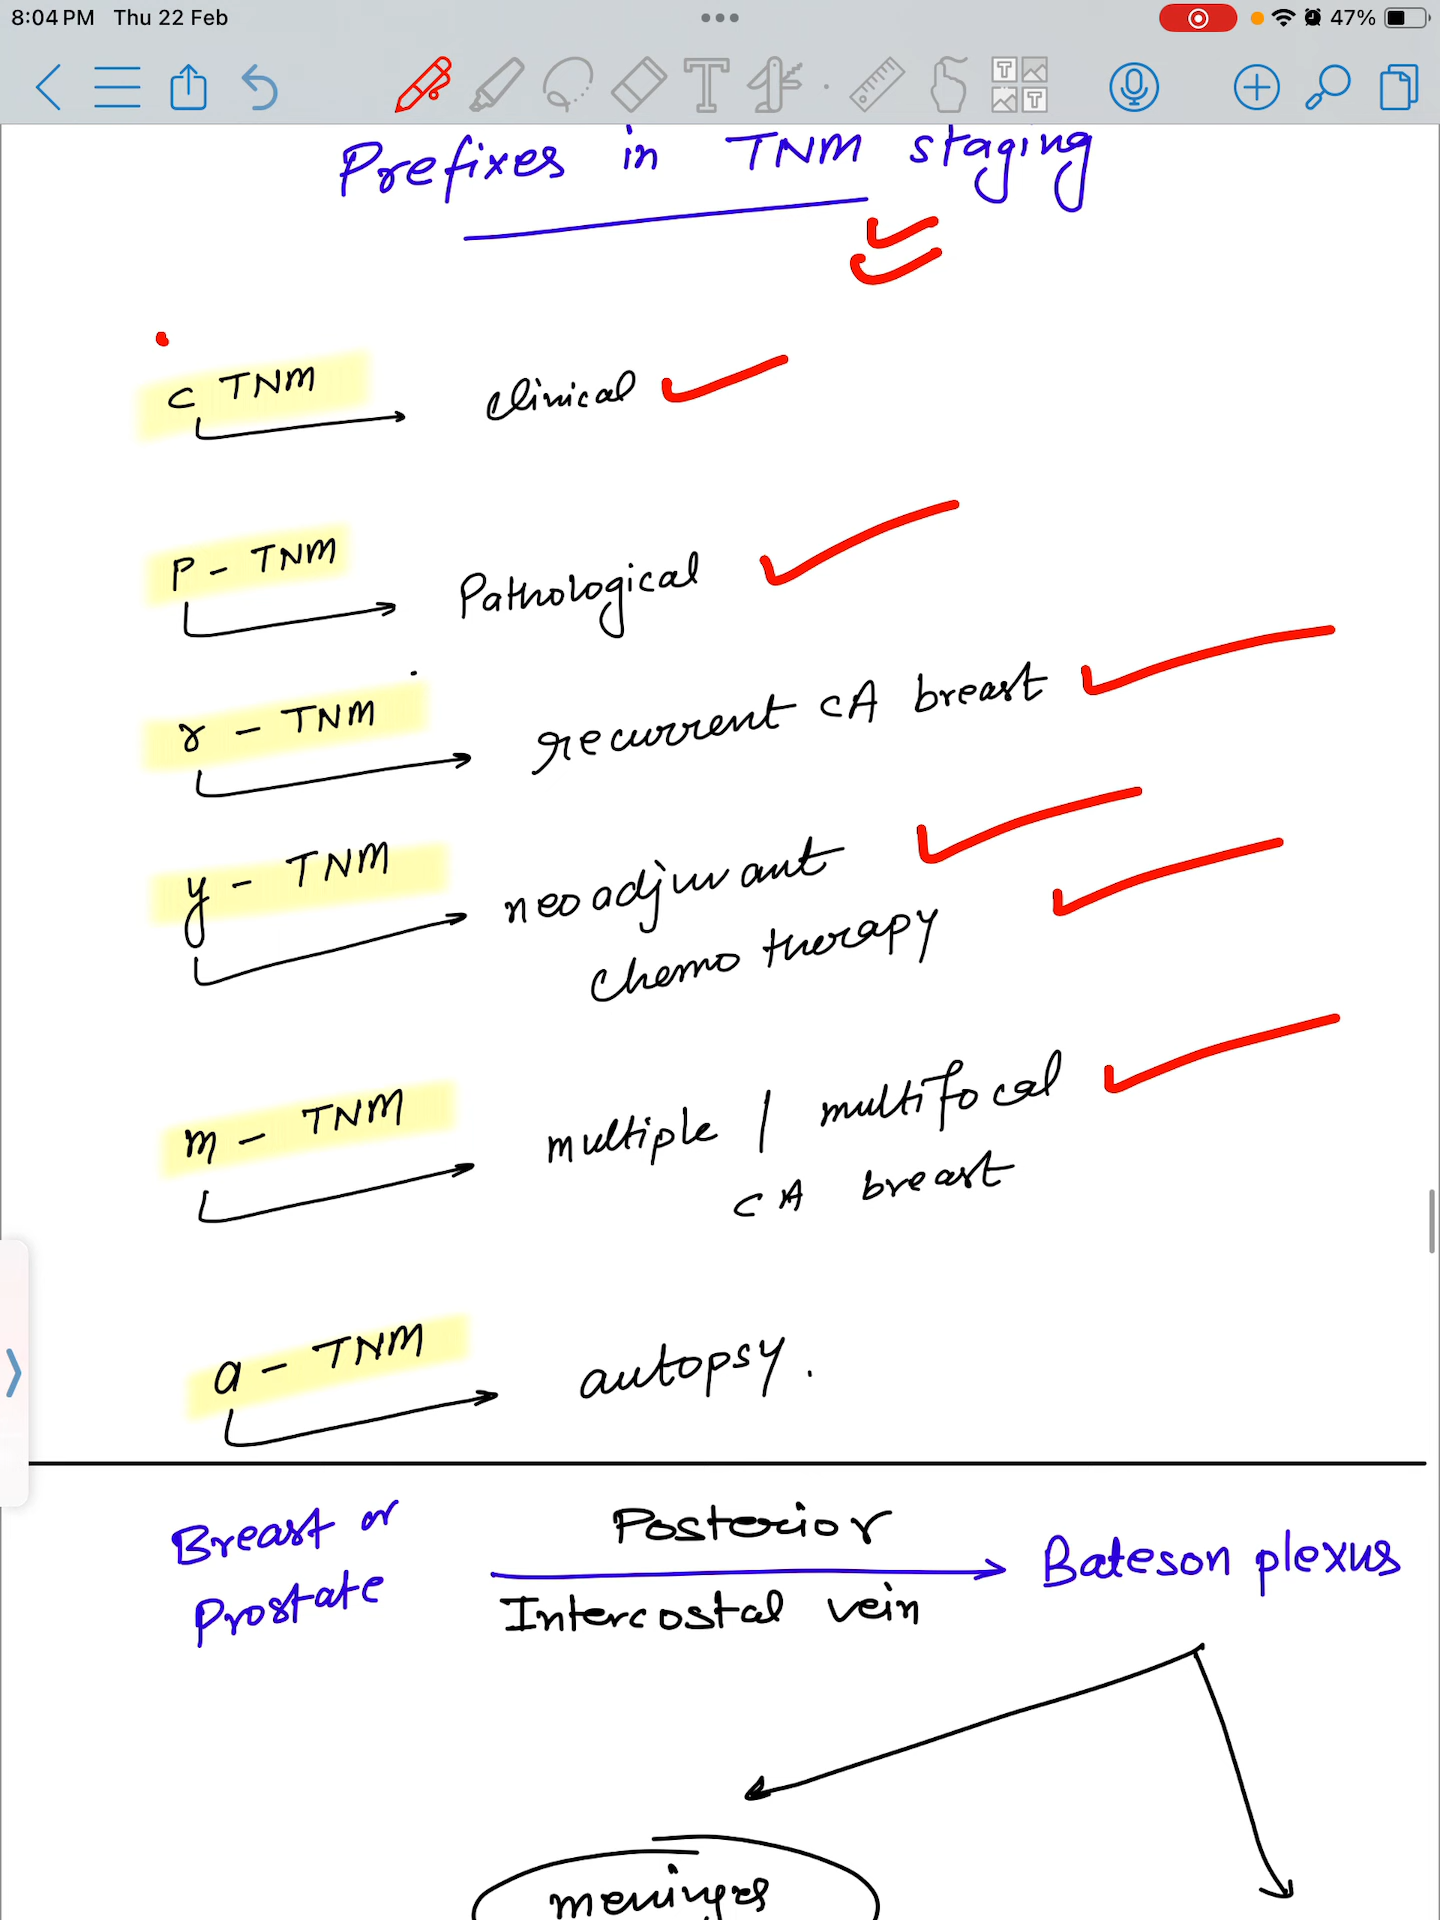 8:04 PM Thu 22 Feb
47%
Prefixes in TNM staging
c TNM
clinical
P - TNM
Pathological
r - TNM
recurrent CA breast
y - TNM
neoadjuvant
chemo therapy
m - TNM
multiple / multifocal
CA breast
a - TNM
autopsy.
Breast or
Prostate
Posterior
Intercostal vein
Bateson plexus
meninges